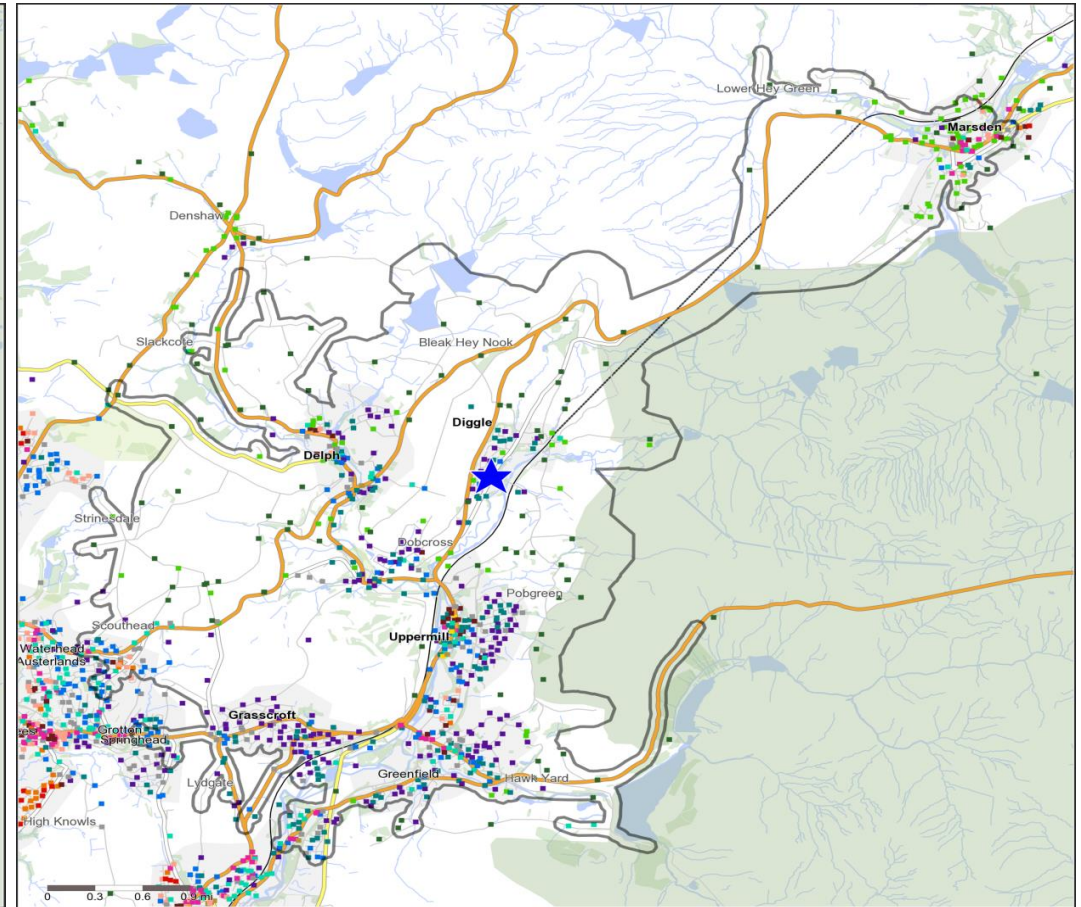 Lower Hey Green
Marsden
Denshaw
Slackcote
Bleak Hey Nook
Diggle
Delph
Strinesdale
Dobcross
Pobgreen
Scouthead
Uppermill
Waterhead
Austerlands
Grasscroft
Grotton
Springhead
Lydgate
Greenfield
Hawk Yard
High Knowls
0 0.3 0.6 0.9 mi